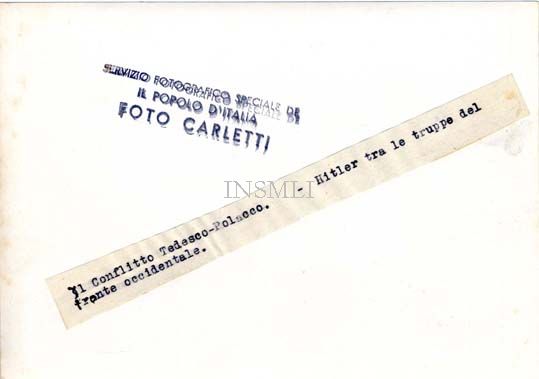 SERVIZIO FOTOGRAFICO SPECIALE DE
IL POPOLO D'ITALIA
FOTO CARLETTI
INSMLI
Il Conflitto Tedesco-Polacco. - Hitler tra le truppe del
fronte occidentale.